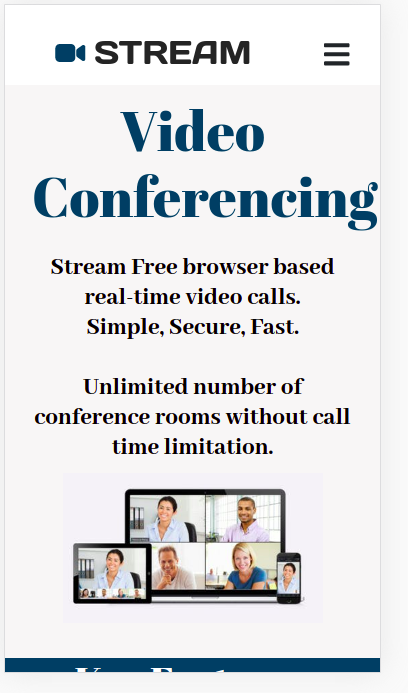 STREAM
Video
Conferencing
Stream Free browser based
real-time video calls.
Simple, Secure, Fast.
Unlimited number of
conference rooms without call
time limitation.